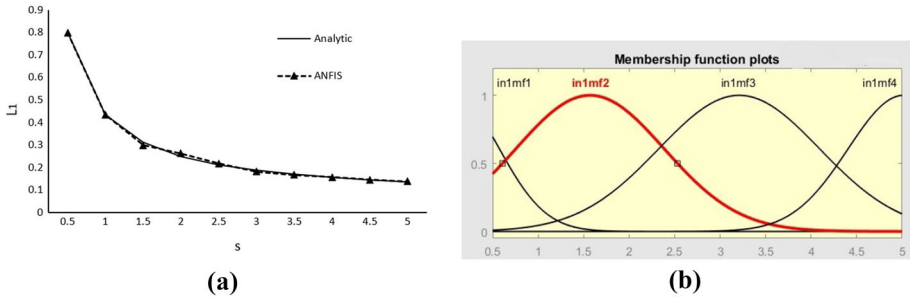 0.9
0.8
0.7
0.6
0.5
0.4
0.3
0.2
0.1
0
L1
0.5 1 1.5 2 2.5 3 3.5 4 4.5 5
s
Analytic
ANFIS
(a)
Membership function plots
in1mf1 in1mf2 in1mf3 in1mf4
1
0.5
0
0.5 1 1.5 2 2.5 3 3.5 4 4.5 5
(b)